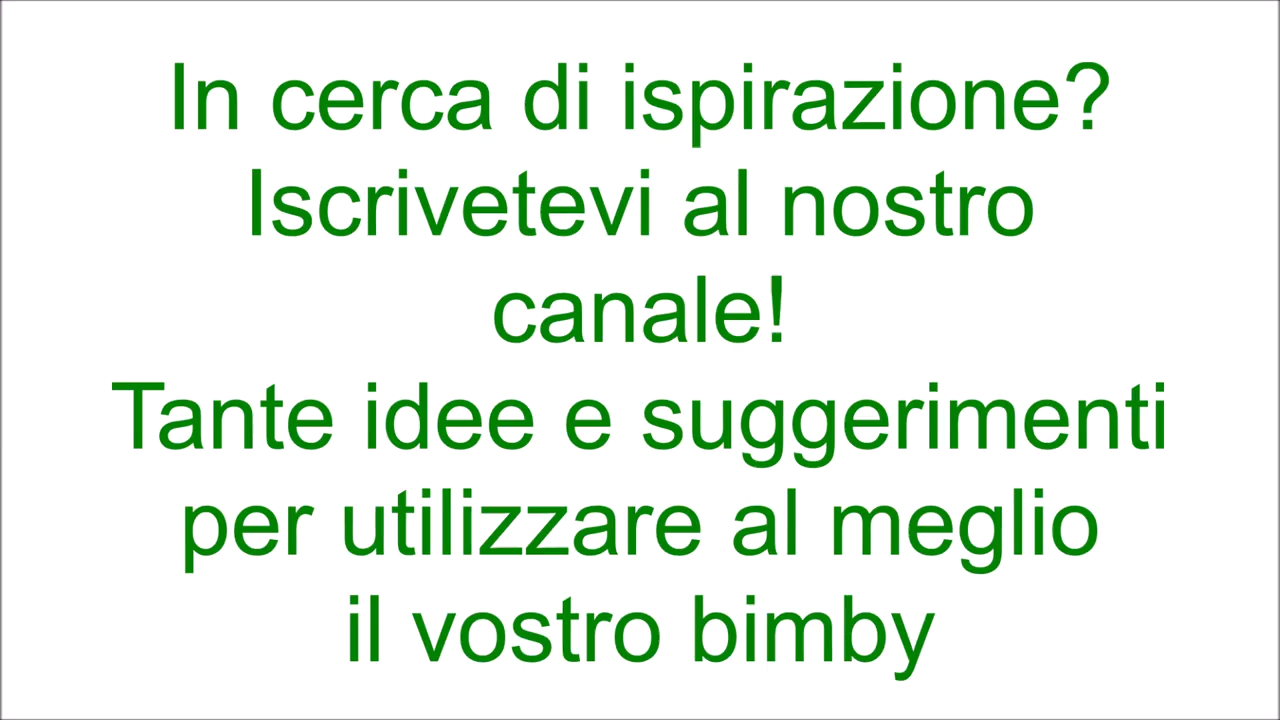 In cerca di ispirazione?
Iscrivetevi al nostro
canale!
Tante idee e suggerimenti
per utilizzare al meglio
il vostro bimby